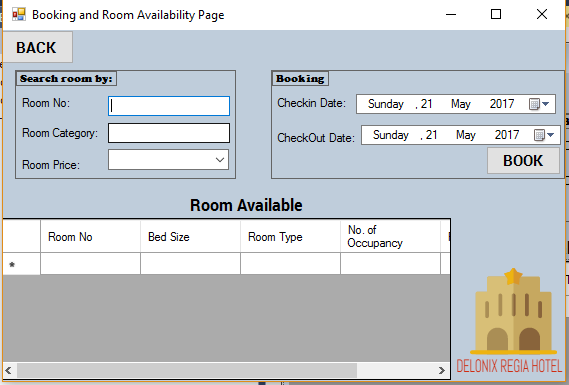 Booking and Room Availability Page
BACK
Search room by:
Room No:
Room Category:
Room Price:
Booking
Checkin Date:
Sunday , 21 May 2017
CheckOut Date:
Sunday , 21 May 2017
BOOK
Room Available
Room No
Bed Size
Room Type
No. of
Occupancy
*
DELONIX REGIA HOTEL